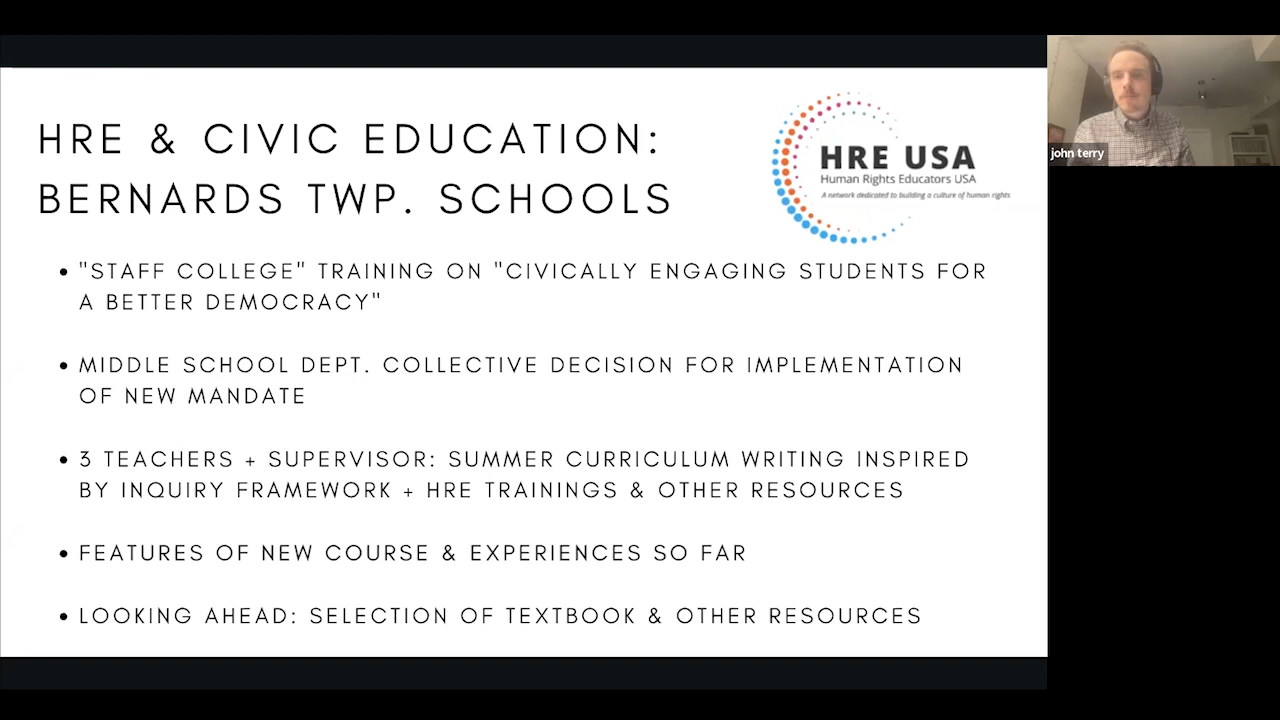 HRE & CIVIC EDUCATION:
BERNARDS TWP. SCHOOLS
HRE USA
Human Rights Educators USA
A network dedicated to building a culture of human rights
• "STAFF COLLEGE" TRAINING ON "CIVICALLY ENGAGING STUDENTS FOR
A BETTER DEMOCRACY"
• MIDDLE SCHOOL DEPT. COLLECTIVE DECISION FOR IMPLEMENTATION
OF NEW MANDATE
• 3 TEACHERS + SUPERVISOR: SUMMER CURRICULUM WRITING INSPIRED
BY INQUIRY FRAMEWORK + HRE TRAININGS & OTHER RESOURCES
• FEATURES OF NEW COURSE & EXPERIENCES SO FAR
• LOOKING AHEAD: SELECTION OF TEXTBOOK & OTHER RESOURCES
john terry